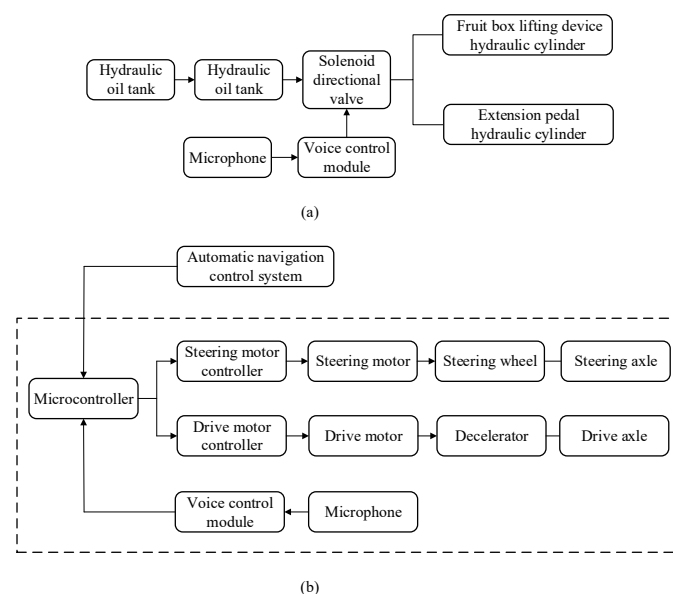 Fruit box lifting device
hydraulic cylinder
Hydraulic
oil tank
Hydraulic
oil tank
Solenoid
directional
valve
Extension pedal
hydraulic cylinder
Microphone
Voice control
module
(a)
Automatic navigation
control system
Steering motor
controller
Steering motor
Steering wheel
Steering axle
Microcontroller
Drive motor
controller
Drive motor
Decelerator
Drive axle
Voice control
module
Microphone
(b)